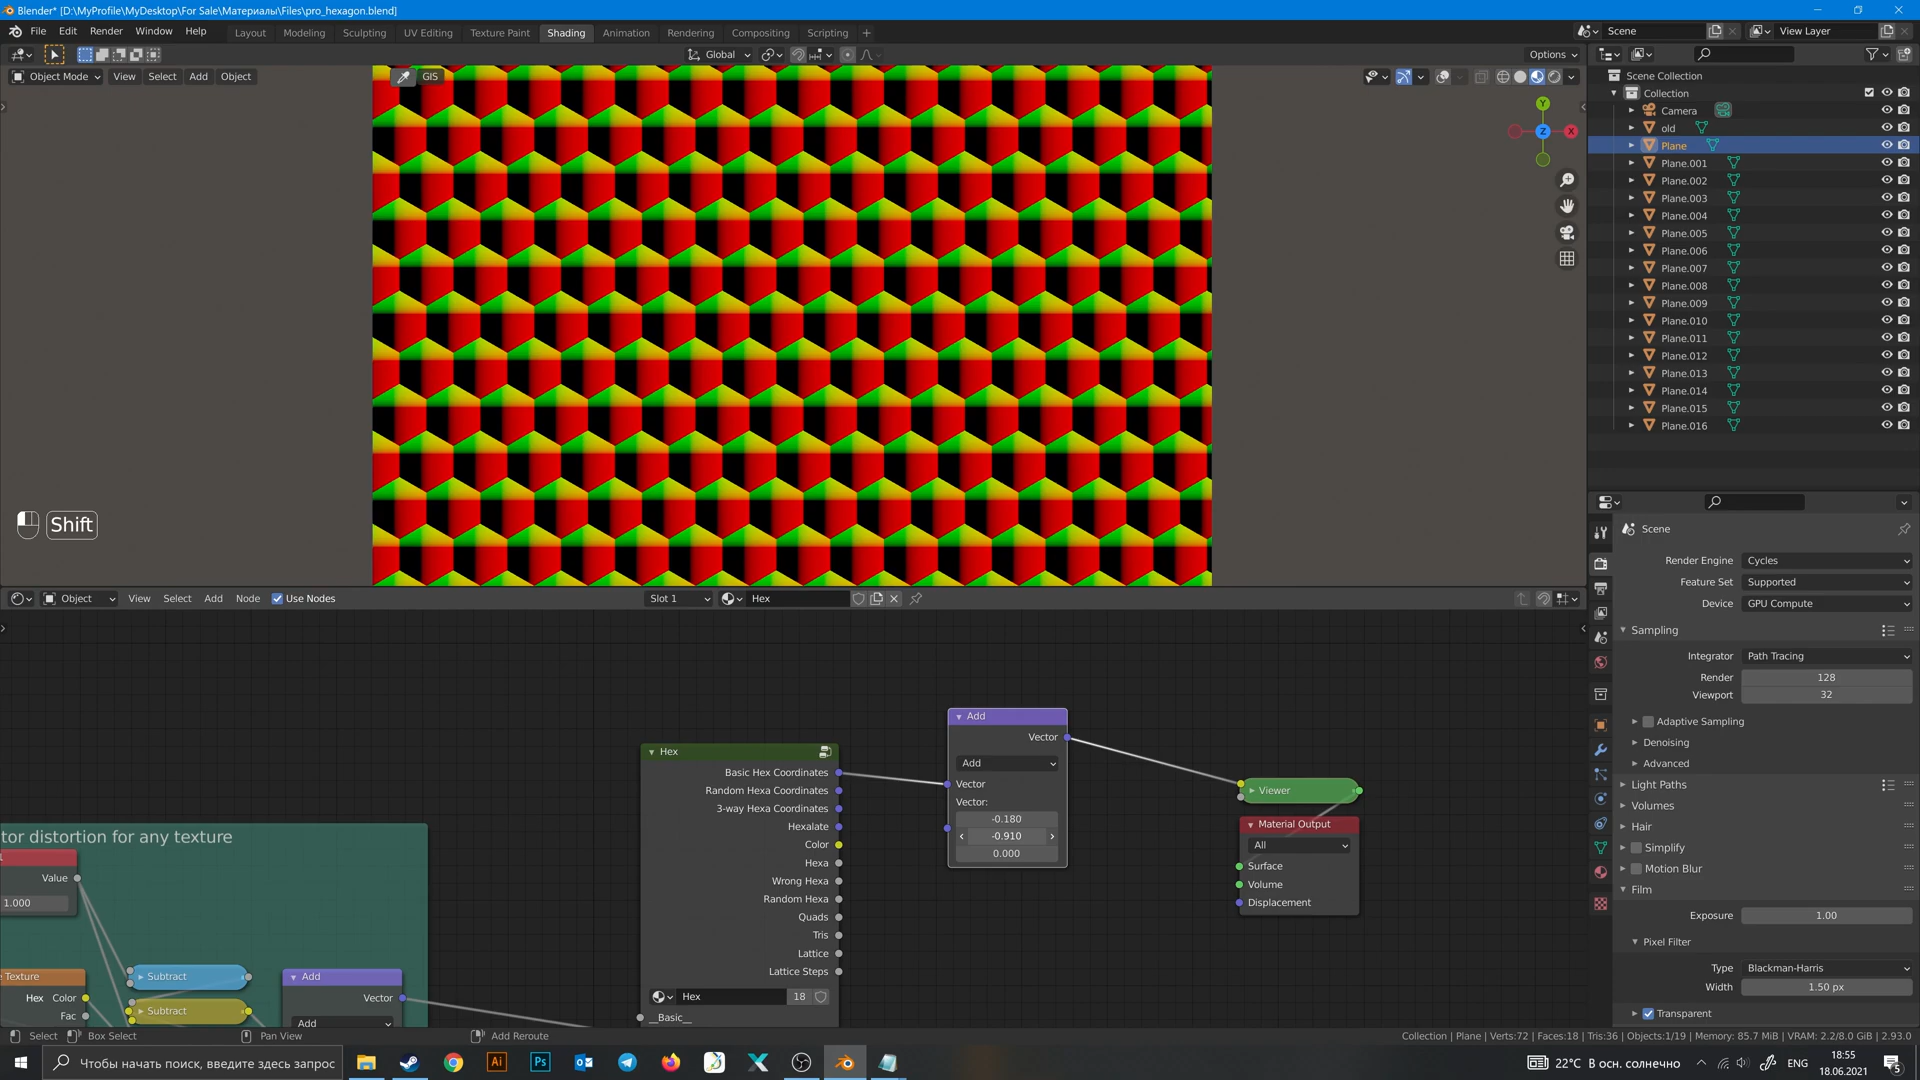 Blender* [D:\MyProfile\MyDesktop\For Sale\Материалы\Files\pro_hexagon.blend]
File Edit Render Window Help Layout Modeling Sculpting UV Editing Texture Paint Shading Animation Rendering Compositing Scripting + Scene View Layer
Global Options
Object Mode View Select Add Object GIS
Scene Collection
Collection
Camera
old
Plane
Plane.001
Plane.002
Plane.003
Plane.004
Plane.005
Plane.006
Plane.007
Plane.008
Plane.009
Plane.010
Plane.011
Plane.012
Plane.013
Plane.014
Plane.015
Plane.016
Y
Z
X
Shift
Object View Select Add Node Use Nodes Slot 1 Hex
Scene
Render Engine Cycles
Feature Set Supported
Device GPU Compute
Sampling
Integrator Path Tracing
Render 128
Viewport 32
Adaptive Sampling
Denoising
Advanced
Light Paths
Volumes
Hair
Simplify
Motion Blur
Film
Exposure 1.00
Pixel Filter
Type Blackman-Harris
Width 1.50 px
Transparent
tor distortion for any texture
Value
1.000
e Texture
Hex Color
Fac
Subtract
Subtract
Add
Vector
Add
Hex
Basic Hex Coordinates
Random Hexa Coordinates
3-way Hexa Coordinates
Hexalate
Color
Hexa
Wrong Hexa
Random Hexa
Quads
Tris
Lattice
Lattice Steps
Hex 18
__Basic__
Add
Vector
Add
Vector
Vector:
-0.180
-0.910
0.000
Viewer
Material Output
All
Surface
Volume
Displacement
Select Box Select Pan View Add Reroute Collection | Plane | Verts:72 | Faces:18 | Tris:36 | Objects:1/19 | Memory: 85.7 MiB | VRAM: 2.2/8.0 GiB | 2.93.0
Чтобы начать поиск, введите здесь запрос
22°C В осн. солнечно ENG
18:55
18.06.2021
5